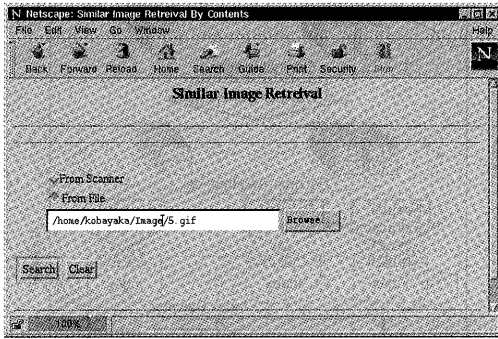 N Netscape: Similar Image Retreival By Contents
File Edit View Go Window Help
Back Forward Reload Home Search Guide Print Security Stop
N
Similar Image Retreival
From Scanner
From File
/home/kobayaka/Image/5.gif Browse...
Search Clear
100%